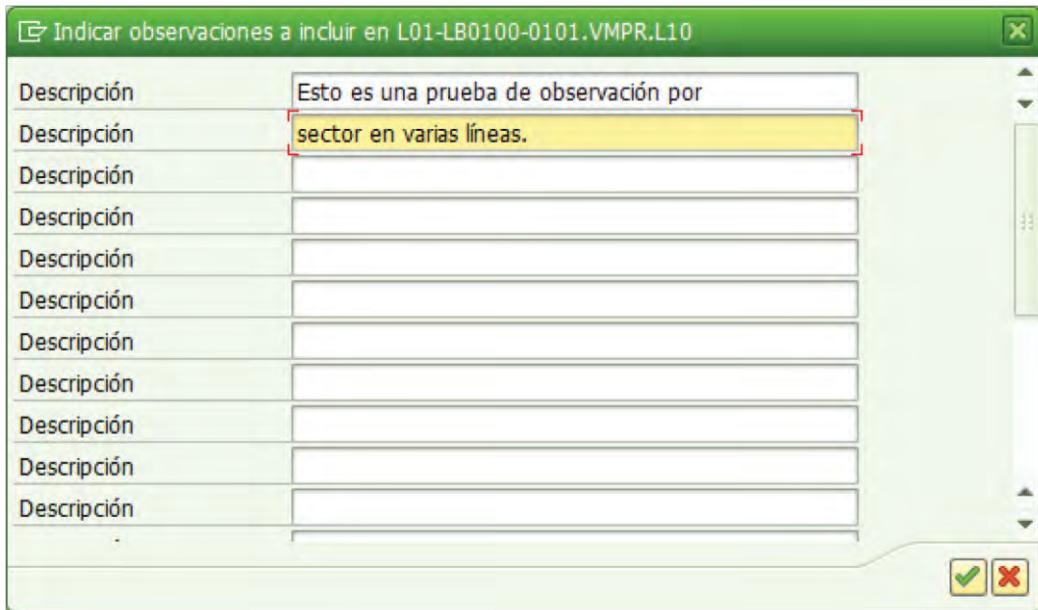 Indicar observaciones a incluir en L01-LB0100-0101.VMPR.L10
Descripción Esto es una prueba de observación por
Descripción sector en varias líneas.
Descripción
Descripción
Descripción
Descripción
Descripción
Descripción
Descripción
Descripción
Descripción